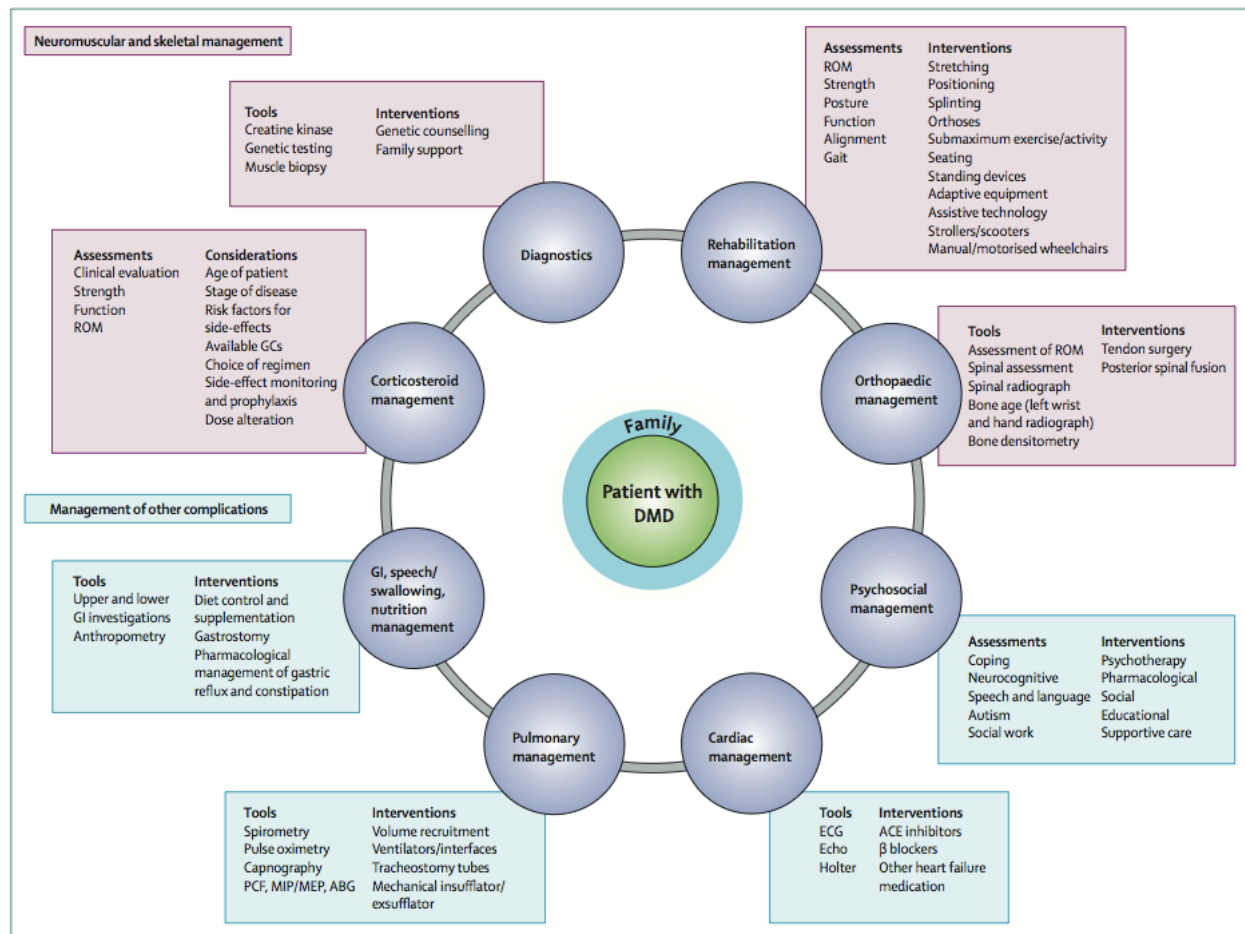 Neuromuscular and skeletal management
Tools
Creatine kinase
Genetic testing
Muscle biopsy
Interventions
Genetic counselling
Family support
Diagnostics
Assessments
ROM
Strength
Posture
Function
Alignment
Gait
Interventions
Stretching
Positioning
Splinting
Orthoses
Submaximum exercise/activity
Seating
Standing devices
Adaptive equipment
Assistive technology
Strollers/scooters
Manual/motorised wheelchairs
Rehabilitation
management
Assessments
Clinical evaluation
Strength
Function
ROM
Considerations
Age of patient
Stage of disease
Risk factors for
side-effects
Available GCs
Choice of regimen
Side-effect monitoring
and prophylaxis
Dose alteration
Corticosteroid
management
Tools
Assessment of ROM
Spinal assessment
Spinal radiograph
Bone age (left wrist
and hand radiograph)
Bone densitometry
Interventions
Tendon surgery
Posterior spinal fusion
Orthopaedic
management
Family
Patient with
DMD
Management of other complications
Tools
Upper and lower
GI investigations
Anthropometry
Interventions
Diet control and
supplementation
Gastrostomy
Pharmacological
management of gastric
reflux and constipation
GI, speech/
swallowing,
nutrition
management
Psychosocial
management
Assessments
Coping
Neurocognitive
Speech and language
Autism
Social work
Interventions
Psychotherapy
Pharmacological
Social
Educational
Supportive care
Pulmonary
management
Tools
Spirometry
Pulse oximetry
Capnography
PCF, MIP/MEP, ABG
Interventions
Volume recruitment
Ventilators/interfaces
Tracheostomy tubes
Mechanical insufflator/
exsufflator
Cardiac
management
Tools
ECG
Echo
Holter
Interventions
ACE inhibitors
β blockers
Other heart failure
medication